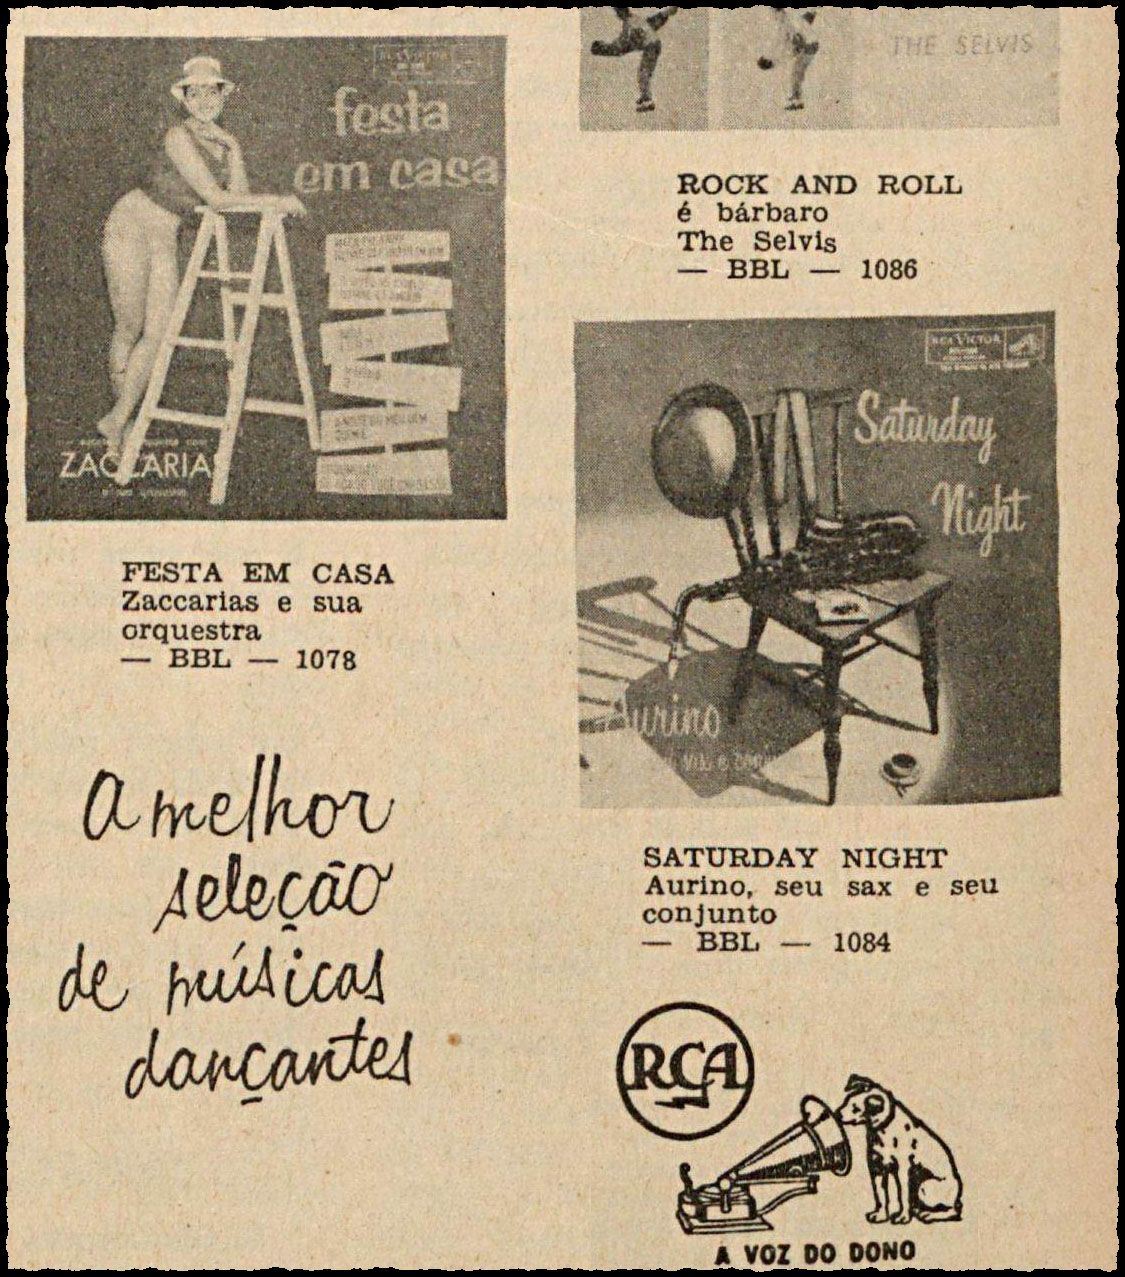 festa
em casa
ZACCARIAS
FESTA EM CASA
Zaccarias e sua
orquestra
— BBL — 1078
A melhor
seleção
de músicas
dançantes
THE SELVIS
ROCK AND ROLL
é bárbaro
The Selvis
— BBL — 1086
RCA VICTOR
Saturday
Night
Aurino
SATURDAY NIGHT
Aurino, seu sax e seu
conjunto
— BBL — 1084
RCA
A VOZ DO DONO